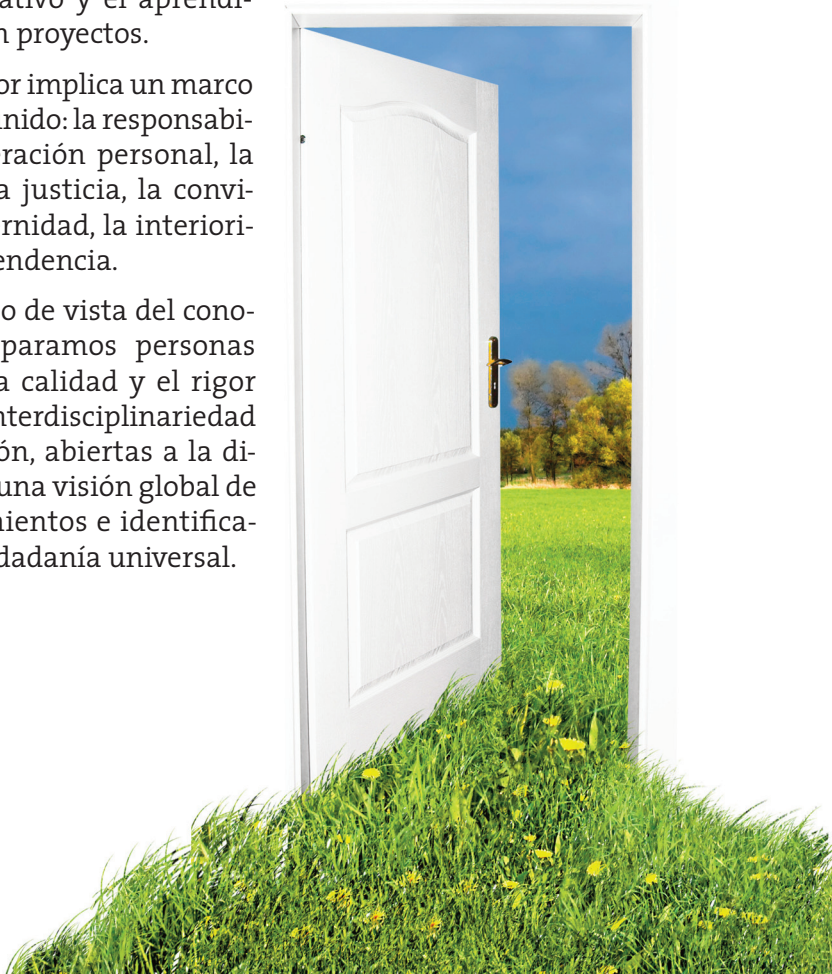 ativo y el aprendi-
n proyectos.
or implica un marco
nido: la responsabi-
ración personal, la
a justicia, la convi-
rnidad, la interiori-
endencia.
o de vista del cono-
paramos personas
a calidad y el rigor
nterdisciplinariedad
ón, abiertas a la di-
una visión global de
ientos e identifica-
dadanía universal.